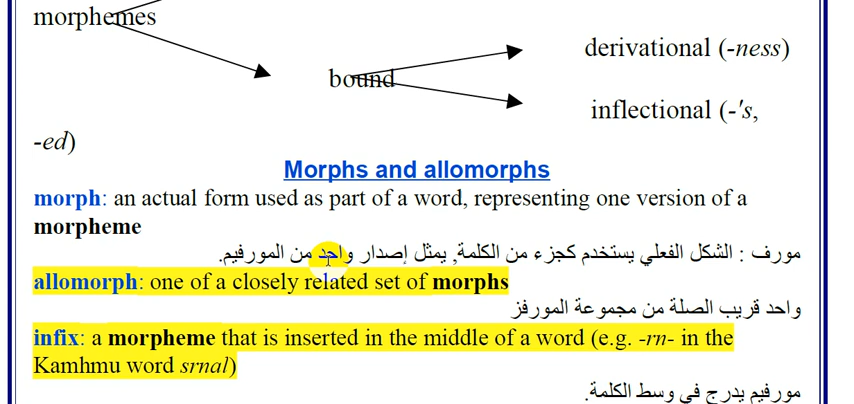 morphemes
derivational (-ness)
bound
inflectional (-'s,
-ed)
Morphs and allomorphs
morph: an actual form used as part of a word, representing one version of a
morpheme
مورف : الشكل الفعلي يستخدم كجزء من الكلمة, يمثل إصدار واحد من المورفيم.
allomorph: one of a closely related set of morphs
واحد قريب الصلة من مجموعة المورفز
infix: a morpheme that is inserted in the middle of a word (e.g. -rn- in the
Kamhmu word srnal)
مورفيم يدرج في وسط الكلمة.